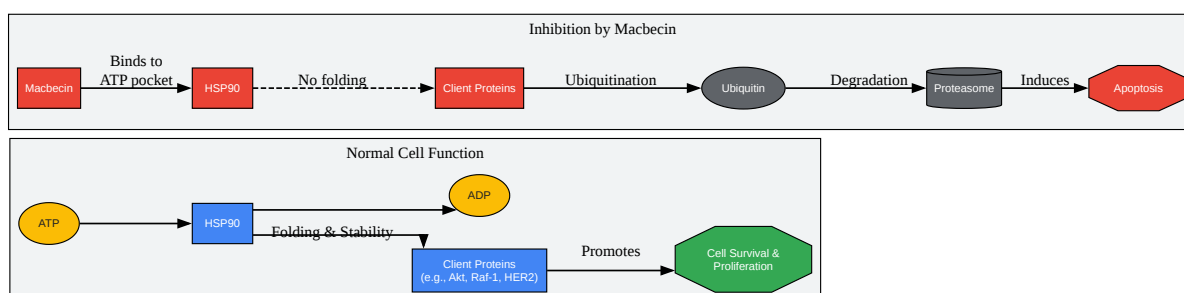 Inhibition by Macbecin
Macbecin
Binds to
ATP pocket
HSP90
No folding
Client Proteins
Ubiquitination
Ubiquitin
Degradation
Proteasome
Induces
Apoptosis
Normal Cell Function
ATP
HSP90
ADP
Folding & Stability
Client Proteins
(e.g., Akt, Raf-1, HER2)
Promotes
Cell Survival &
Proliferation